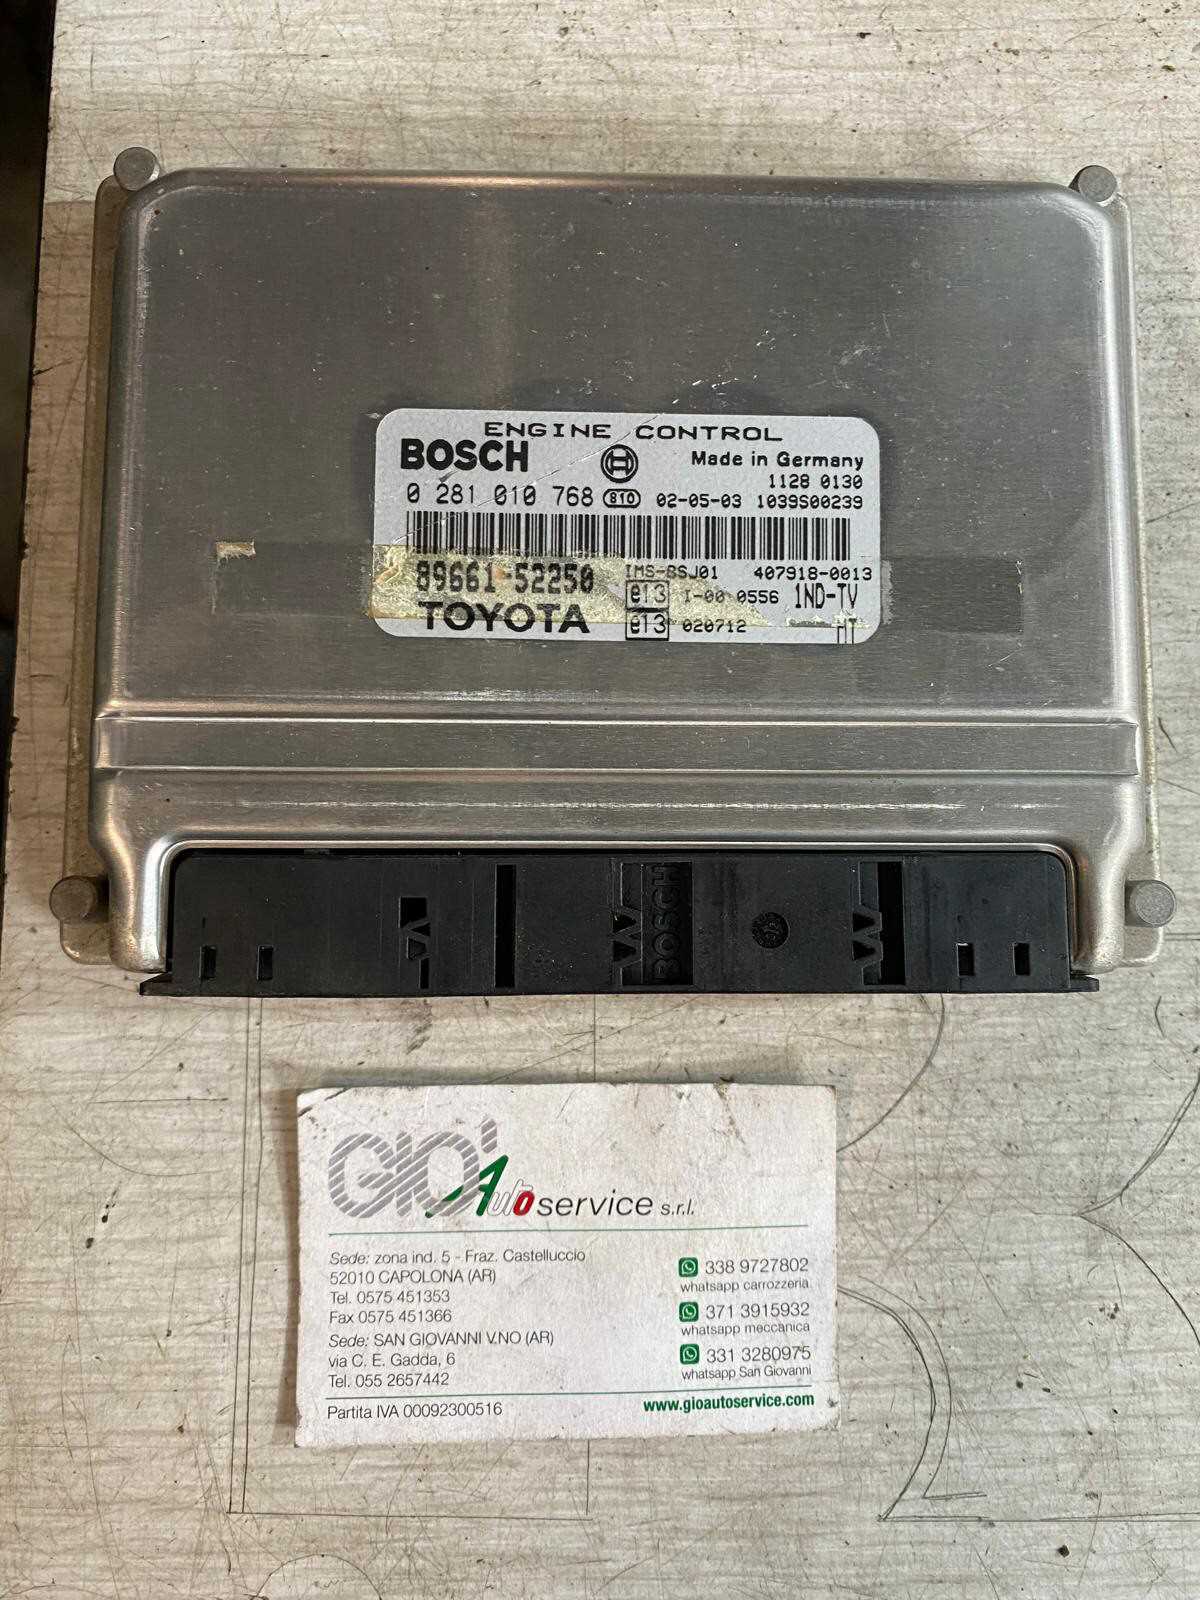 ENGINE CONTROL
BOSCH
Made in Germany
1128 0130
0 281 010 768 810 02-05-03 1039S00239
89661-52250 IMS-BSJ01 407918-0013
e13 I-00 0556 1ND-TV
TOYOTA e13 020712 MT
BOSCH
GIO' Auto service s.r.l.
Sede: zona ind. 5 - Fraz. Castelluccio
52010 CAPOLONA (AR)
Tel. 0575 451353
Fax 0575 451366
Sede: SAN GIOVANNI V.NO (AR)
via C. E. Gadda, 6
Tel. 055 2657442
Partita IVA 00092300516
338 9727802
whatsapp carrozzeria
371 3915932
whatsapp meccanica
331 3280975
whatsapp San Giovanni
www.gioautoservice.com